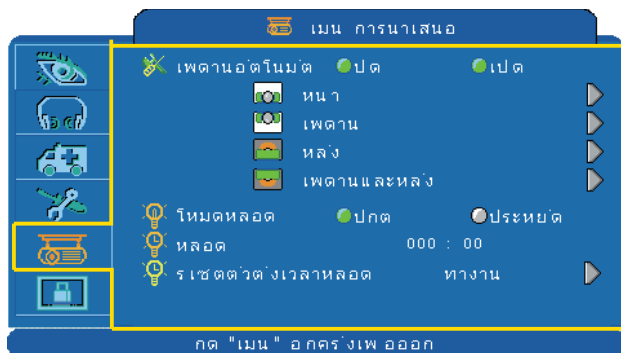 เมน การนาเสนอ
เพดานอ่ตโนม่ต ปด เปด
หนา
เพดาน
หล่ง
เพดานและหล่ง
โหมดหลอด ปกต ประหย่ด
หลอด 000 : 00
รเซตต่วต่งเวลาหลอด ทางาน
กด "เมน" อกคร่งเพอออก